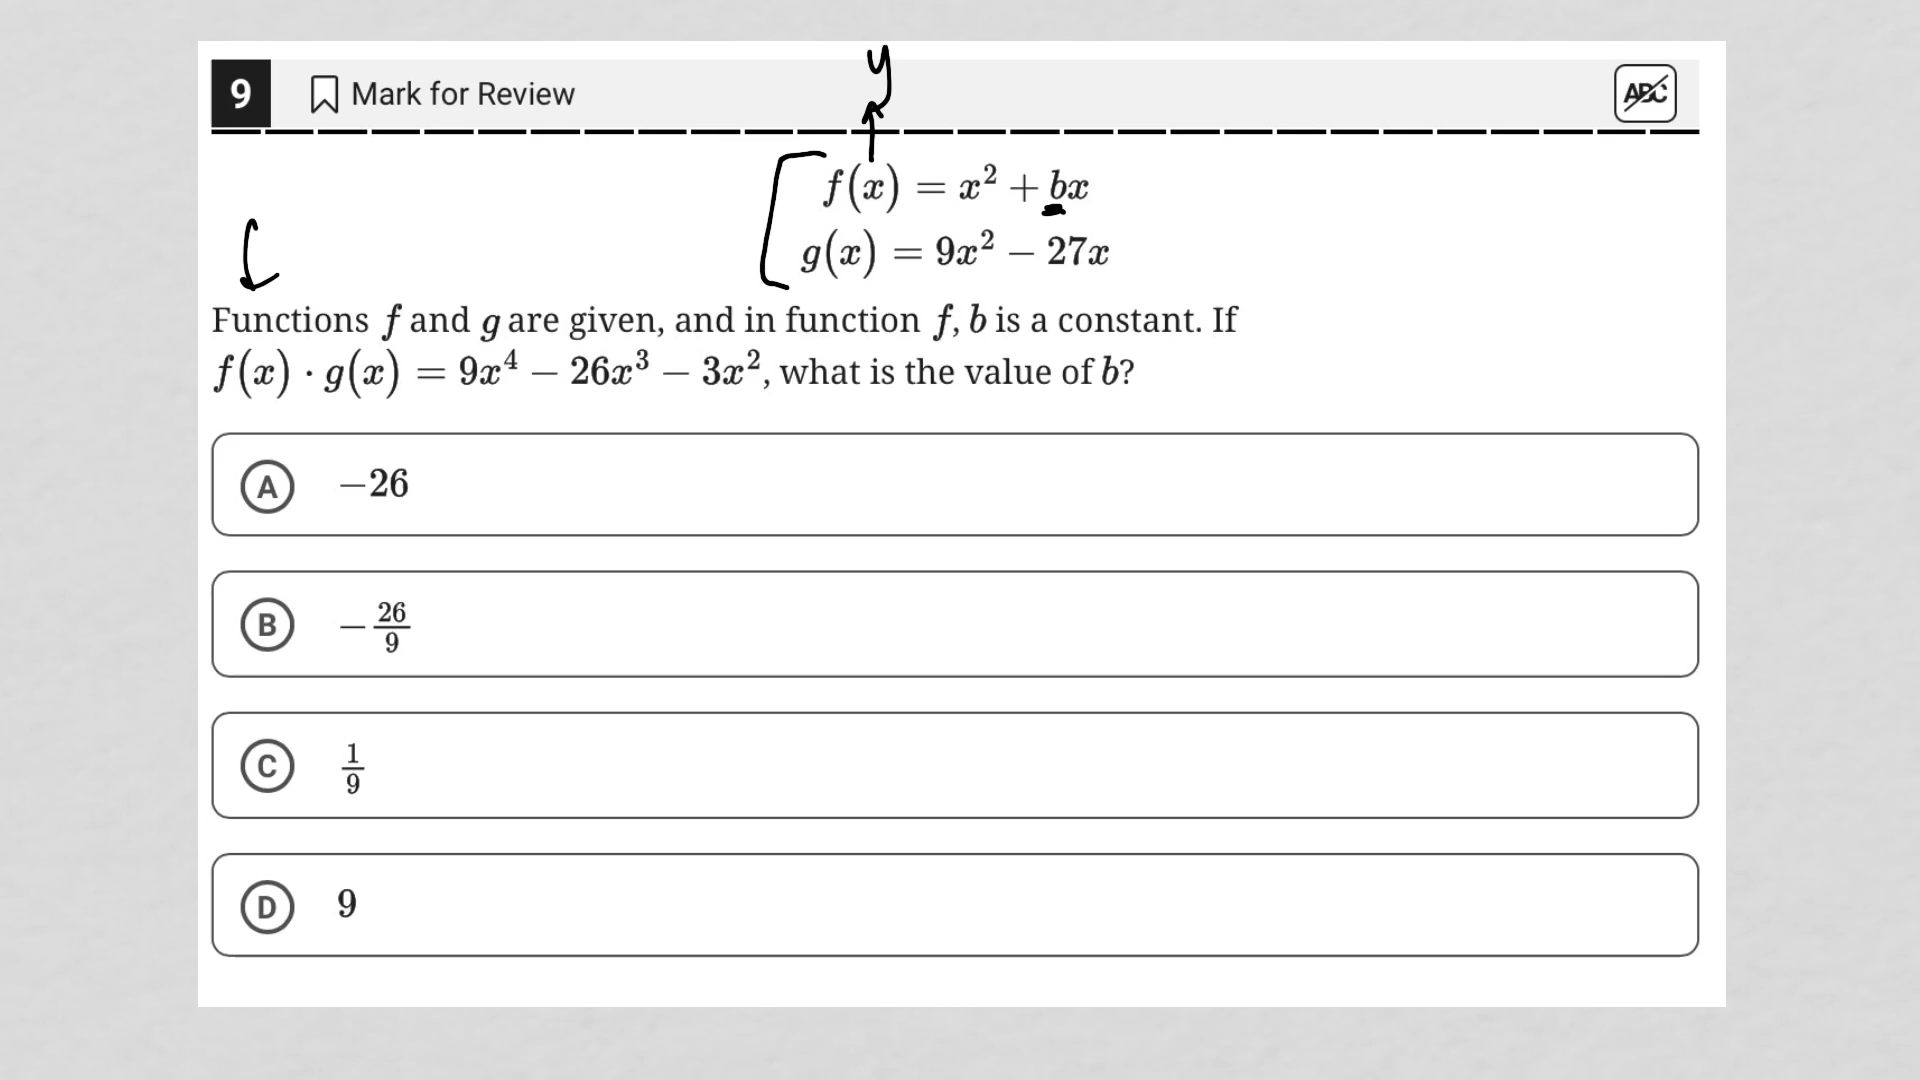 y
9 Mark for Review ABC
f(x) = x² + bx
g(x) = 9x² − 27x
Functions f and g are given, and in function f, b is a constant. If
f(x) · g(x) = 9x⁴ − 26x³ − 3x², what is the value of b?
A −26
B −26/9
C 1/9
D 9